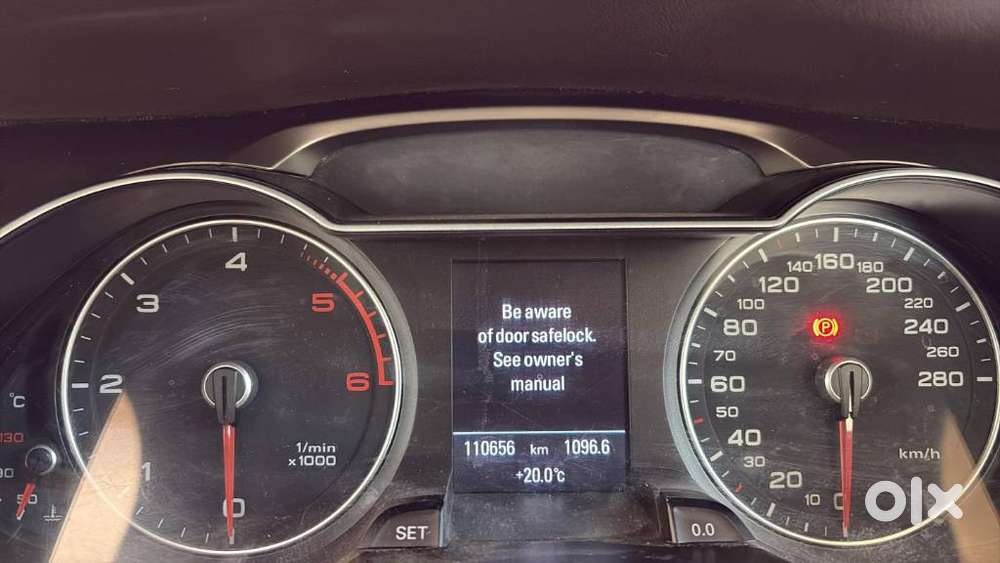 °C
130
90
50
0
1
2
3
4
5
6
1/min
x 1000
SET
Be aware
of door safelock.
See owner's
manual
110656 km 1096.6
+20.0°C
0
10
20
30
40
50
60
70
80
100
120
140
160
180
200
220
240
260
280
P
km/h
0.0
olx